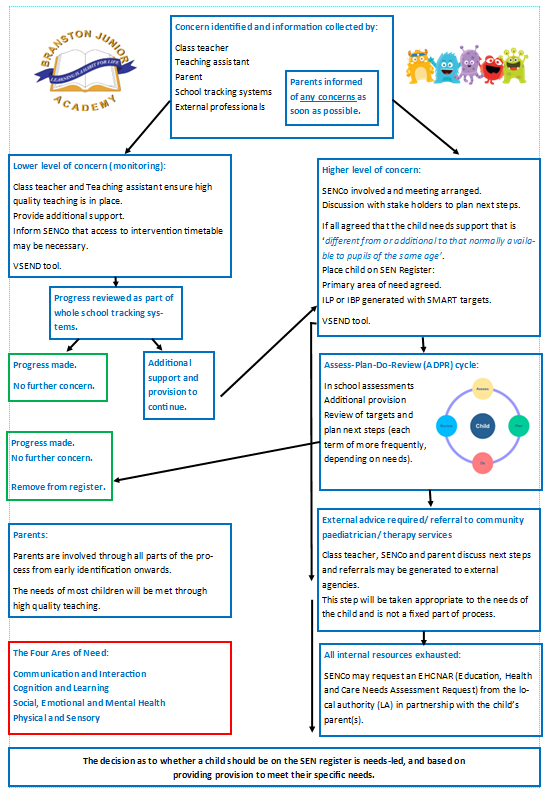 BRANSTON JUNIOR
LEARNING IS A HABIT FOR LIFE
ACADEMY
Concern identified and information collected by:
Class teacher
Teaching assistant
Parent
School tracking systems
External professionals
Parents informed
of any concerns as
soon as possible.
Lower level of concern (monitoring):
Class teacher and Teaching assistant ensure high
quality teaching is in place.
Provide additional support.
Inform SENCo that access to intervention timetable
may be necessary.
VSEND tool.
Higher level of concern:
SENCo involved and meeting arranged.
Discussion with stake holders to plan next steps.
If all agreed that the child needs support that is
‘different from or additional to that normally availa-
ble to pupils of the same age’.
Place child on SEN Register:
Primary area of need agreed.
ILP or IBP generated with SMART targets.
VSEND tool.
Progress reviewed as part of
whole school tracking sys-
tems.
Progress made.
No further concern.
Additional
support and
provision to
continue.
Assess-Plan-Do-Review (ADPR) cycle:
In school assessments
Additional provision
Review of targets and
plan next steps (each
term of more frequently,
depending on needs).
Assess
Review
Child
Plan
Do
Progress made.
No further concern.
Remove from register.
External advice required/ referral to community
paediatrician/ therapy services
Class teacher, SENCo and parent discuss next steps
and referrals may be generated to external
agencies.
This step will be taken appropriate to the needs of
the child and is not a fixed part of process.
Parents:
Parents are involved through all parts of the pro-
cess from early identification onwards.
The needs of most children will be met through
high quality teaching.
The Four Ares of Need:
Communication and Interaction
Cognition and Learning
Social, Emotional and Mental Health
Physical and Sensory
All internal resources exhausted:
SENCo may request an EHCNAR (Education, Health
and Care Needs Assessment Request) from the lo-
cal authority (LA) in partnership with the child’s
parent(s).
The decision as to whether a child should be on the SEN register is needs-led, and based on
providing provision to meet their specific needs.